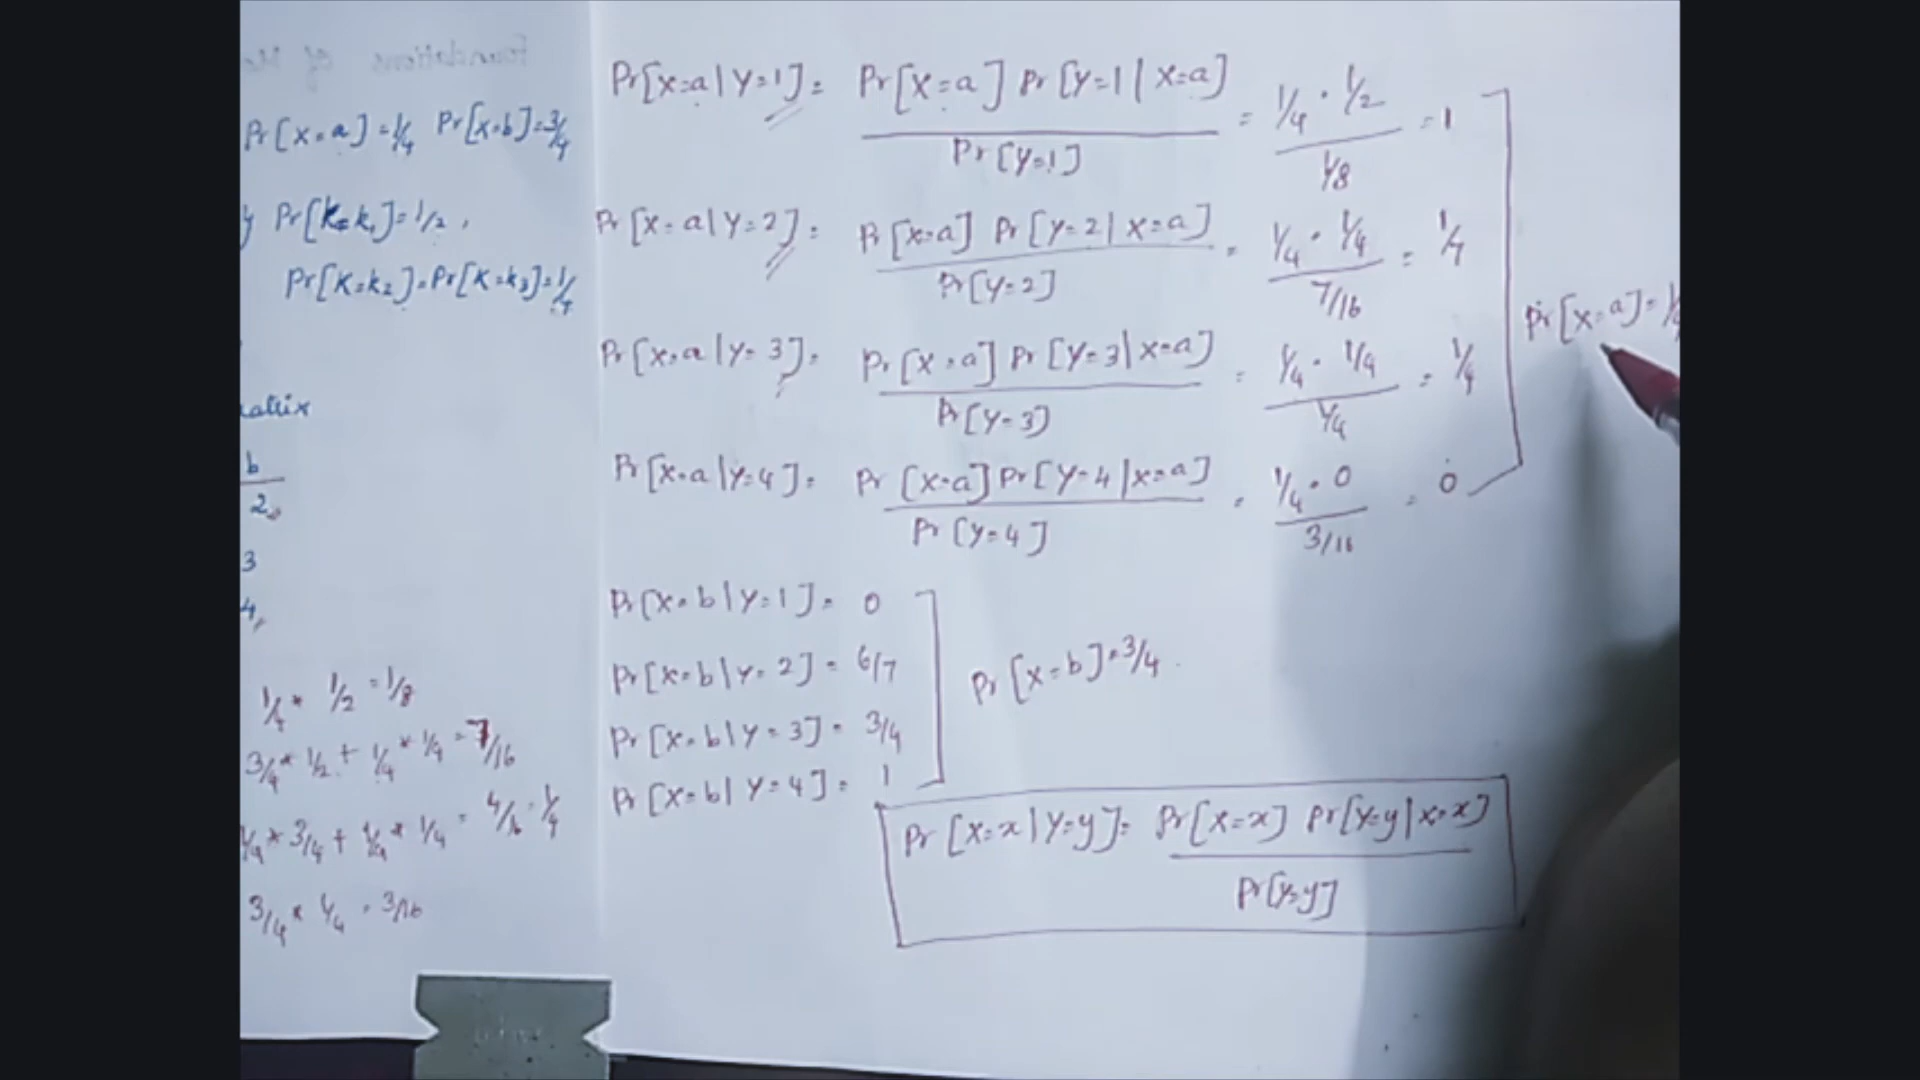 Foundations of
Pr[x=a]=1/4 Pr[x=b]=3/4
y Pr[K=k1]=1/2,
Pr[K=k2]=Pr[K=k3]=1/4
atrix
b
2
3
4
1/4 * 1/2 = 1/8
3/4 * 1/2 + 1/4 * 1/4 = 7/16
1/4 * 3/4 + 1/4 * 1/4 = 4/16 = 1/4
3/4 * 1/4 = 3/16
Pr[x=a|y=1] = Pr[x=a] Pr[y=1|x=a] / Pr[y=1] = 1/4 . 1/2 / 1/8 = 1
Pr[x=a|y=2] = Pr[x=a] Pr[y=2|x=a] / Pr[y=2] = 1/4 . 1/4 / 7/16 = 1/7
Pr[x=a|y=3] = Pr[x=a] Pr[y=3|x=a] / Pr[y=3) = 1/4 . 1/4 / 1/4 = 1/4
Pr[x=a|y=4] = Pr[x=a] Pr[y=4|x=a] / Pr[y=4] = 1/4 . 0 / 3/16 = 0
Pr[x=a]=
Pr[x=b|y=1] = 0
Pr[x=b|y=2] = 6/7
Pr[x=b|y=3] = 3/4
Pr[x=b|y=4] = 1
Pr[x=b]=3/4.
Pr[x=x|y=y] = Pr[x=x] Pr[y=y|x=x] / Pr[y=y]